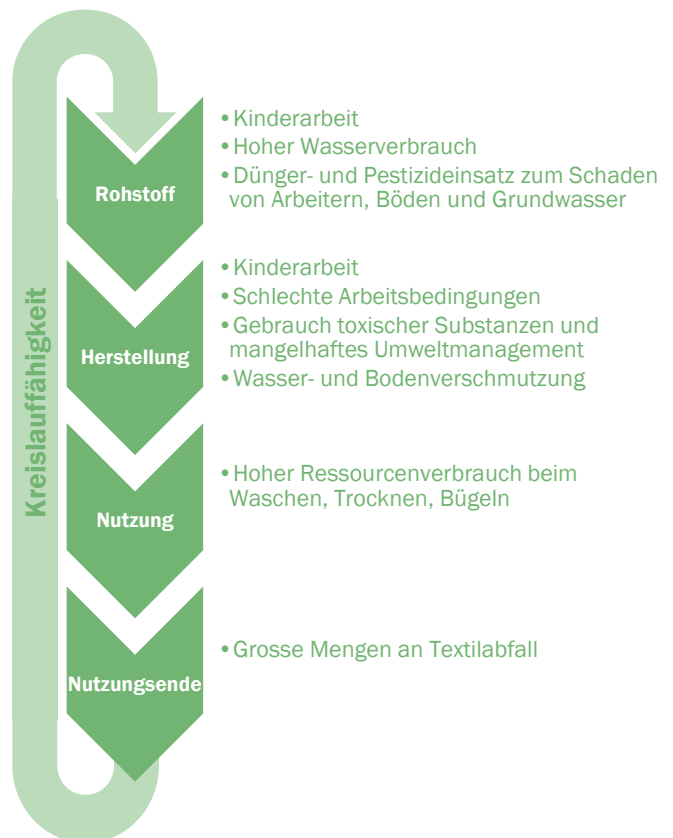 Kreislauffähigkeit
Rohstoff
• Kinderarbeit
• Hoher Wasserverbrauch
• Dünger- und Pestizideinsatz zum Schaden
von Arbeitern, Böden und Grundwasser
Herstellung
• Kinderarbeit
• Schlechte Arbeitsbedingungen
• Gebrauch toxischer Substanzen und
mangelhaftes Umweltmanagement
• Wasser- und Bodenverschmutzung
Nutzung
• Hoher Ressourcenverbrauch beim
Waschen, Trocknen, Bügeln
Nutzungsende
• Grosse Mengen an Textilabfall